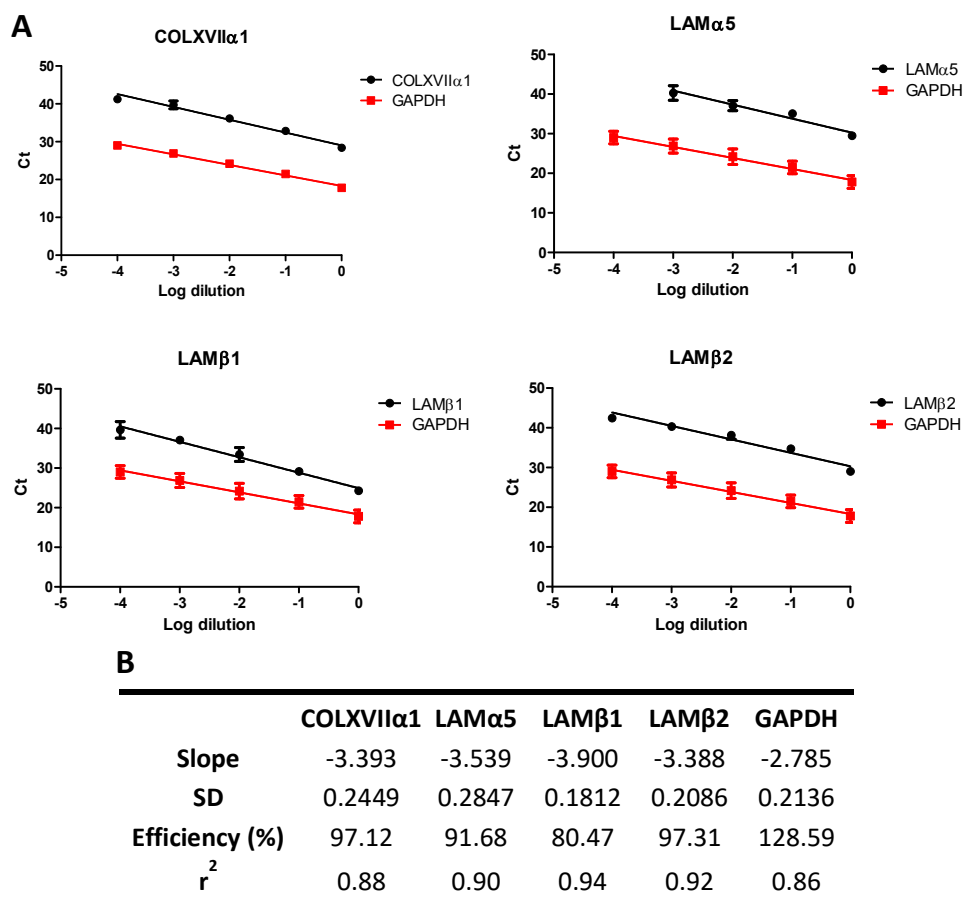 A
COLXVIIα1
50
40
30
20
10
0
Ct
-5 -4 -3 -2 -1 0
Log dilution
COLXVIIα1
GAPDH
LAMα5
50
40
30
20
10
0
Ct
-5 -4 -3 -2 -1 0
Log dilution
LAMα5
GAPDH
LAMβ1
50
40
30
20
10
0
Ct
-5 -4 -3 -2 -1 0
Log dilution
LAMβ1
GAPDH
LAMβ2
50
40
30
20
10
0
Ct
-5 -4 -3 -2 -1 0
Log dilution
LAMβ2
GAPDH
B
COLXVIIα1 LAMα5 LAMβ1 LAMβ2 GAPDH
Slope -3.393 -3.539 -3.900 -3.388 -2.785
SD 0.2449 0.2847 0.1812 0.2086 0.2136
Efficiency (%) 97.12 91.68 80.47 97.31 128.59
r² 0.88 0.90 0.94 0.92 0.86